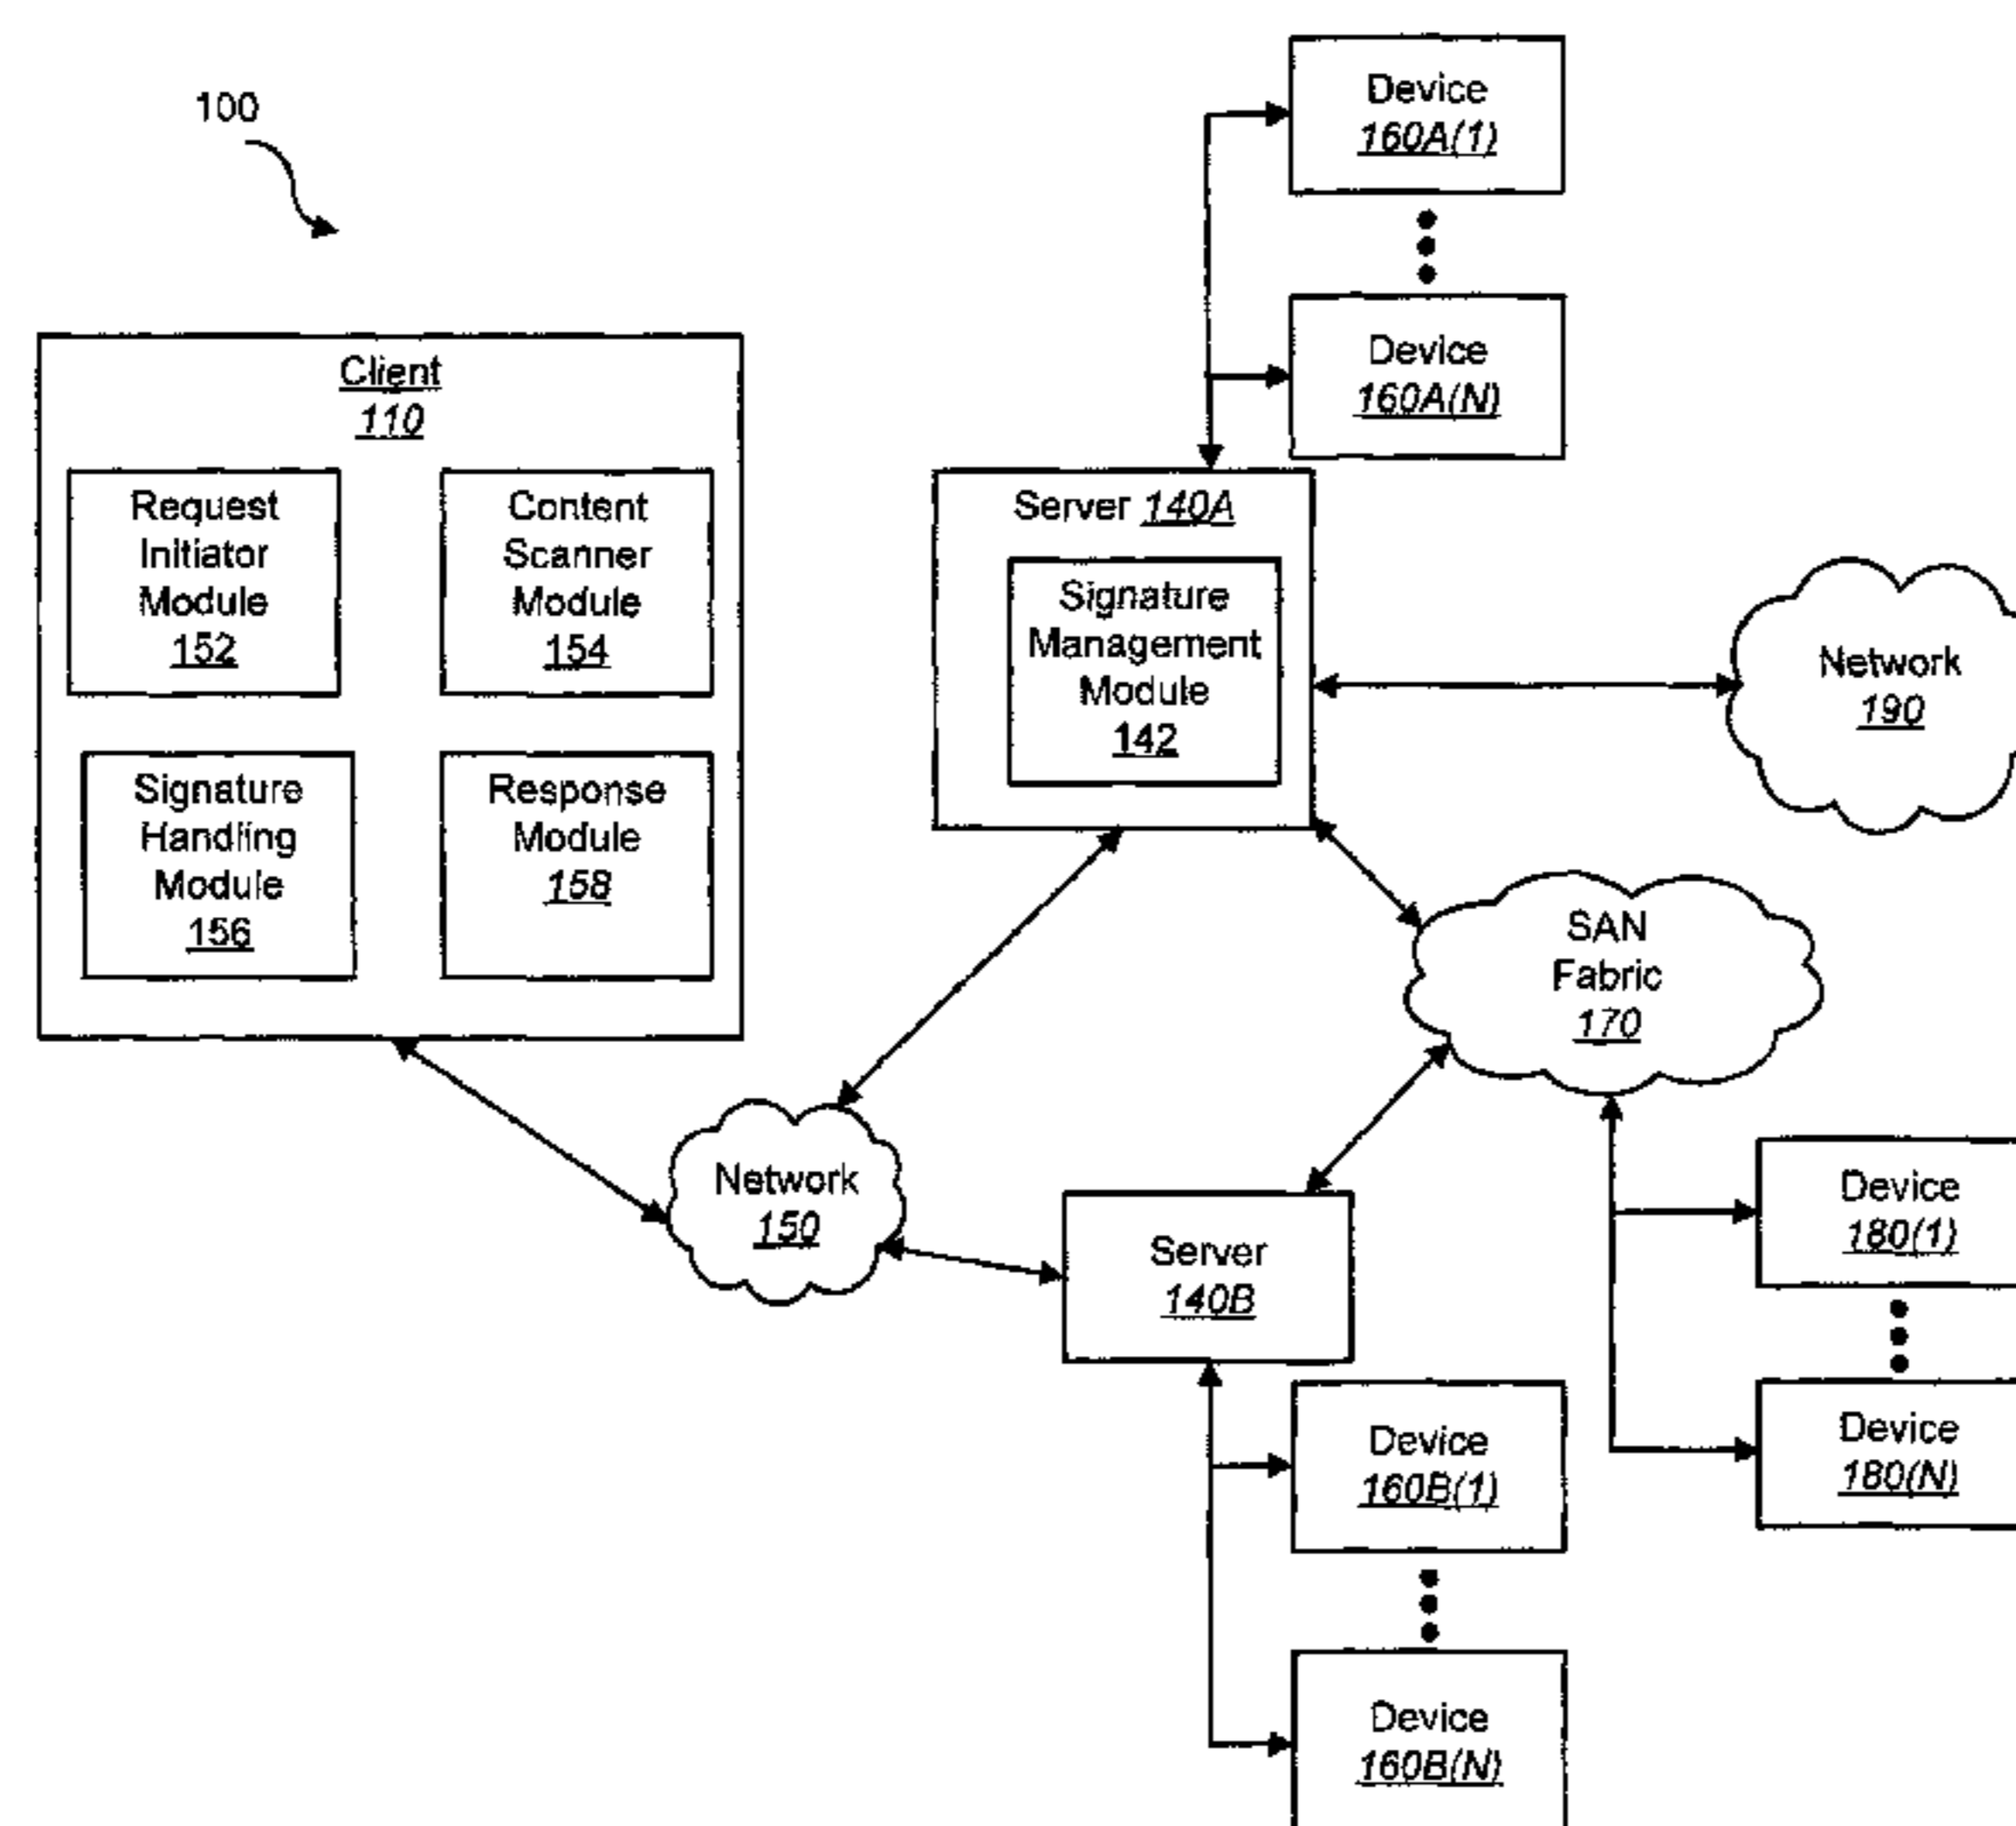 100
Device
160A(1)
Device
160A(N)
Client
110
Request
Initiator
Module
152
Content
Scanner
Module
154
Signature
Handling
Module
156
Response
Module
158
Server 140A
Signature
Management
Module
142
Network
190
SAN
Fabric
170
Network
150
Server
140B
Device
180(1)
Device
180(N)
Device
160B(1)
Device
160B(N)